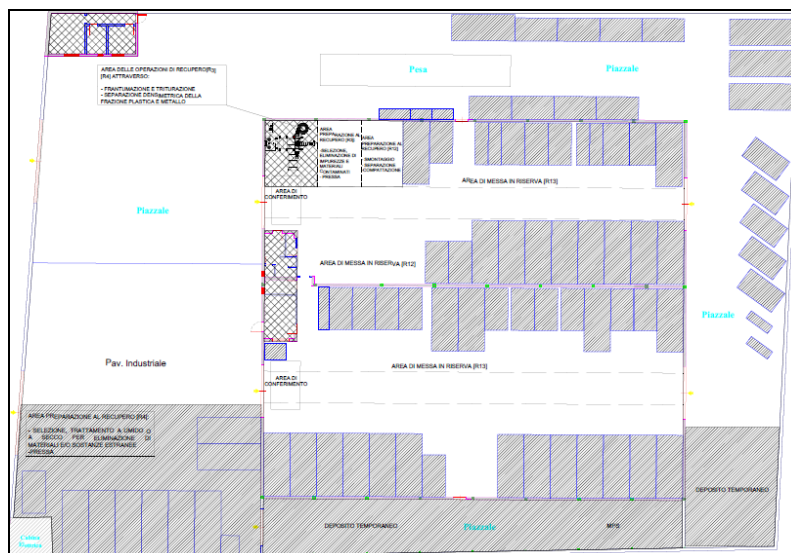 AREA DELLE OPERAZIONI DI RECUPERO[R3]
[R4] ATTRAVERSO:
- FRANTUMAZIONE E TRITURAZIONE
- SEPARAZIONE DENSIMETRICA DELLA
FRAZIONE PLASTICA E METALLO
Pesa
Piazzale
AREA
PREPARAZIONE AL
RECUPERO [R3]
-SELEZIONE,
ELIMINAZIONE DI
IMPUREZZE E
MATERIALI
CONTAMINATI
-PRESSA
AREA
PREPARAZIONE AL
RECUPERO [R12]
-SMONTAGGIO
-SEPARAZIONE
-COMPATTAZIONE
AREA DI MESSA IN RISERVA [R13]
AREA DI
CONFERIMENTO
Piazzale
AREA DI MESSA IN RISERVA [R12]
Piazzale
Pav. Industriale
AREA DI MESSA IN RISERVA [R13]
AREA DI
CONFERIMENTO
AREA PREPARAZIONE AL RECUPERO [R4]:
- SELEZIONE, TRATTAMENTO A UMIDO O
A SECCO PER ELIMINAZIONE DI
MATERIALI E/O SOSTANZE ESTRANEE
-PRESSA
DEPOSITO TEMPORANEO
DEPOSITO TEMPORANEO
Piazzale
MPS
Cabina